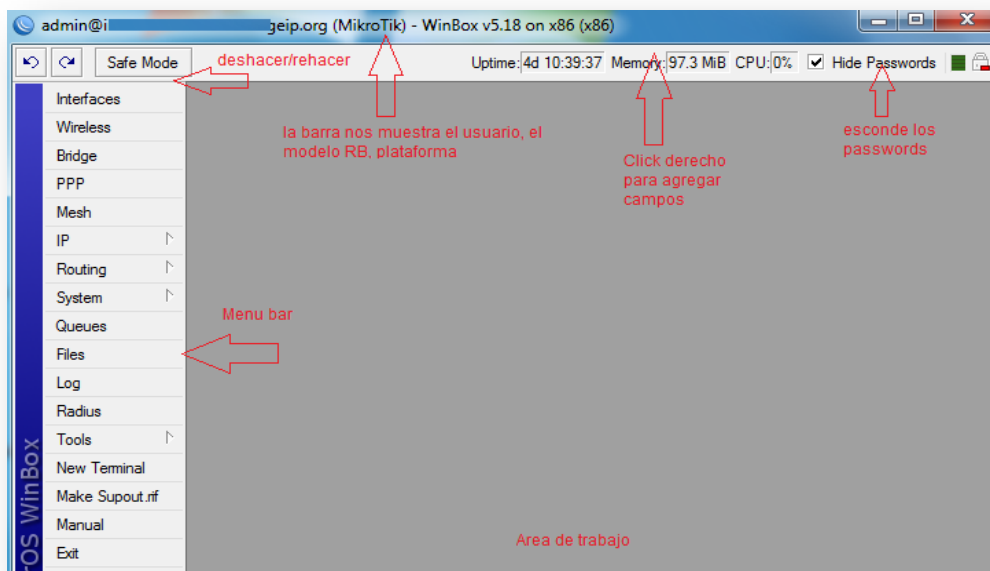 admin@i geip.org (MikroTik) - WinBox v5.18 on x86 (x86)
Safe Mode deshacer/rehacer Uptime: 4d 10:39:37 Memory: 97.3 MiB CPU: 0% Hide Passwords
Interfaces
Wireless
Bridge
PPP
Mesh
IP
Routing
System
Queues
Files
Log
Radius
Tools
New Terminal
Make Supout.rif
Manual
Exit
la barra nos muestra el usuario, el
modelo RB, plataforma
Click derecho
para agregar
campos
esconde los
passwords
Menu bar
Area de trabajo
OS WinBox